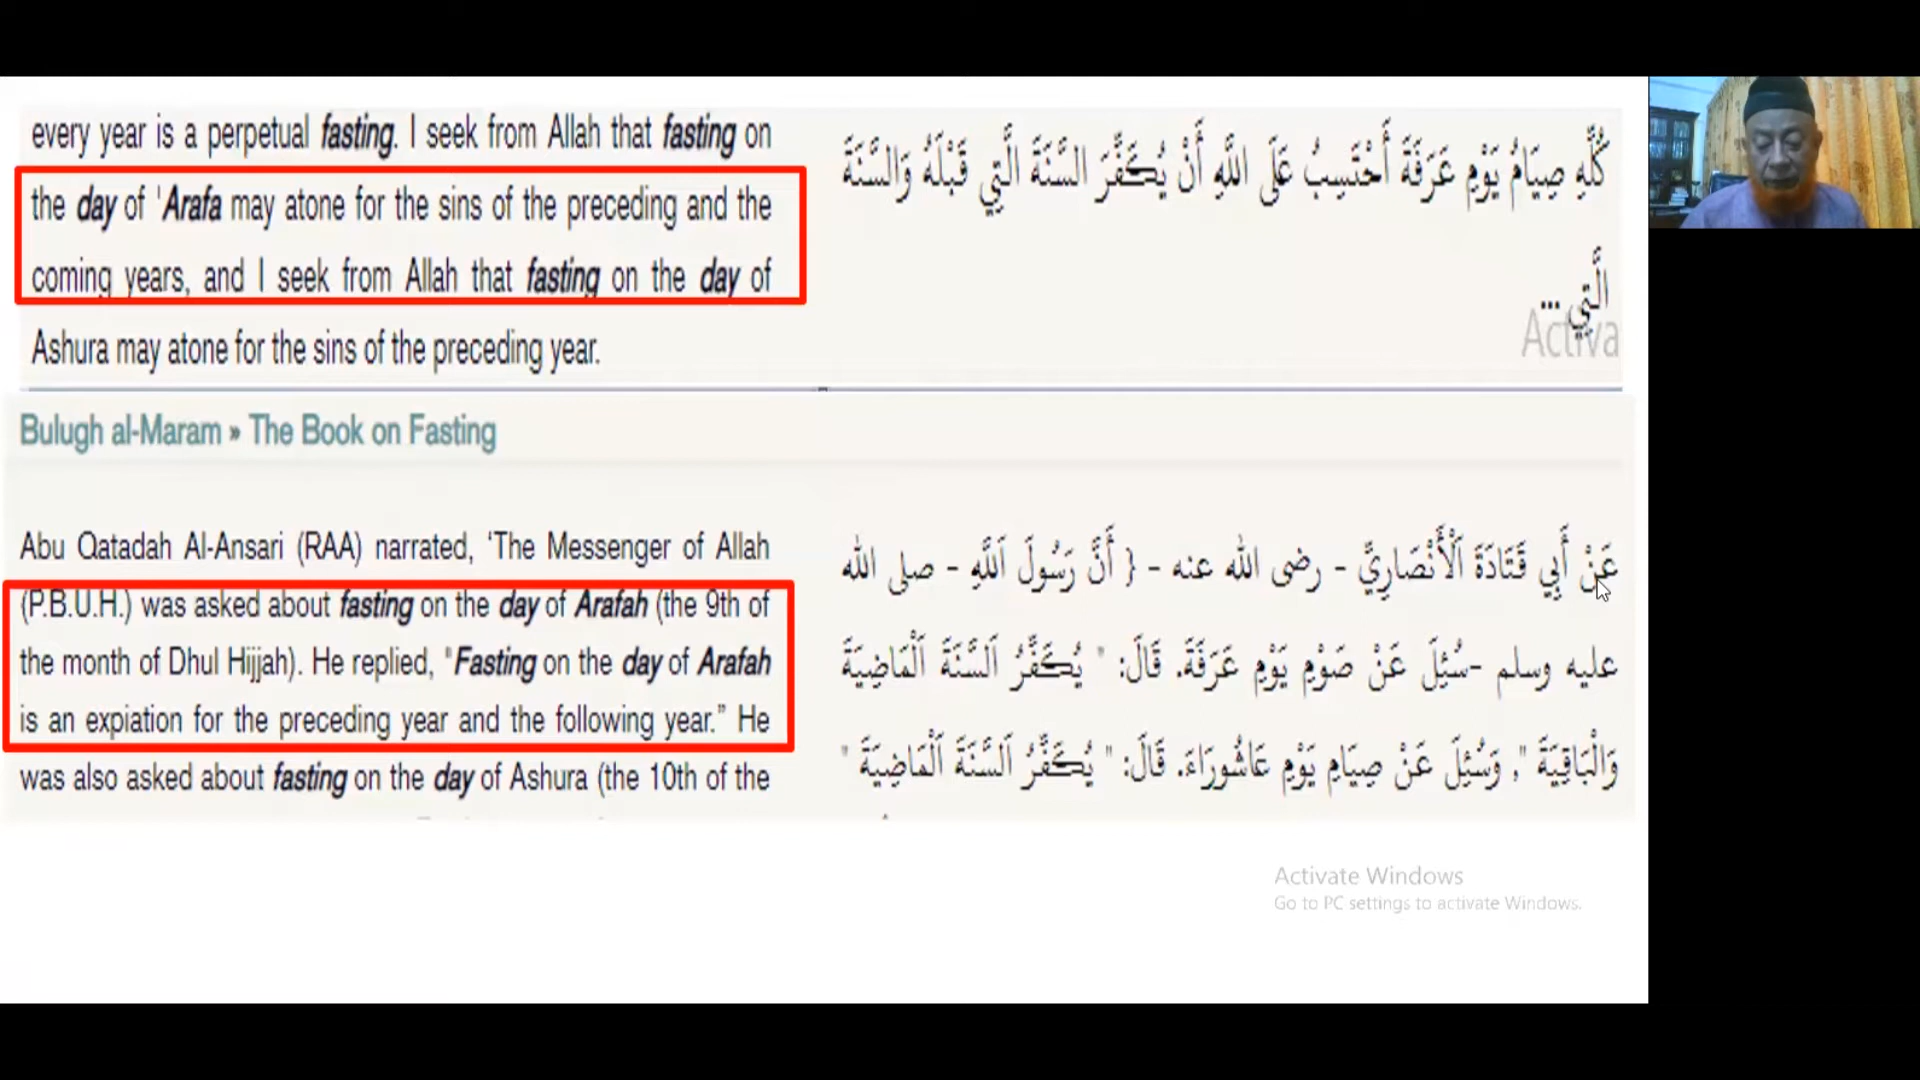 every year is a perpetual fasting. I seek from Allah that fasting on
the day of 'Arafa may atone for the sins of the preceding and the
coming years, and I seek from Allah that fasting on the day of
Ashura may atone for the sins of the preceding year.
كُلِّهِ صِيَامُ يَوْمِ عَرَفَةَ أَحْتَسِبُ عَلَى اللَّهِ أَنْ يُكَفِّرَ السَّنَةَ الَّتِي قَبْلَهُ وَالسَّنَةَ
الَّتِي ...
Activa
Bulugh al-Maram » The Book on Fasting
Abu Qatadah Al-Ansari (RAA) narrated, 'The Messenger of Allah
(P.B.U.H.) was asked about fasting on the day of Arafah (the 9th of
the month of Dhul Hijjah). He replied, "Fasting on the day of Arafah
is an expiation for the preceding year and the following year.” He
was also asked about fasting on the day of Ashura (the 10th of the
عَنْ أَبِي قَتَادَةَ اَلْأَنْصَارِيِّ - رضى الله عنه - { أَنَّ رَسُولَ اَللَّهِ - صلى الله
عليه وسلم -سُئِلَ عَنْ صَوْمِ يَوْمِ عَرَفَةَ. قَالَ: " يُكَفِّرُ اَلسَّنَةَ اَلْمَاضِيَةَ
وَالْبَاقِيَةَ ", وَسُئِلَ عَنْ صِيَامِ يَوْمِ عَاشُورَاءَ. قَالَ: " يُكَفِّرُ اَلسَّنَةَ اَلْمَاضِيَةَ "
Activate Windows
Go to PC settings to activate Windows.